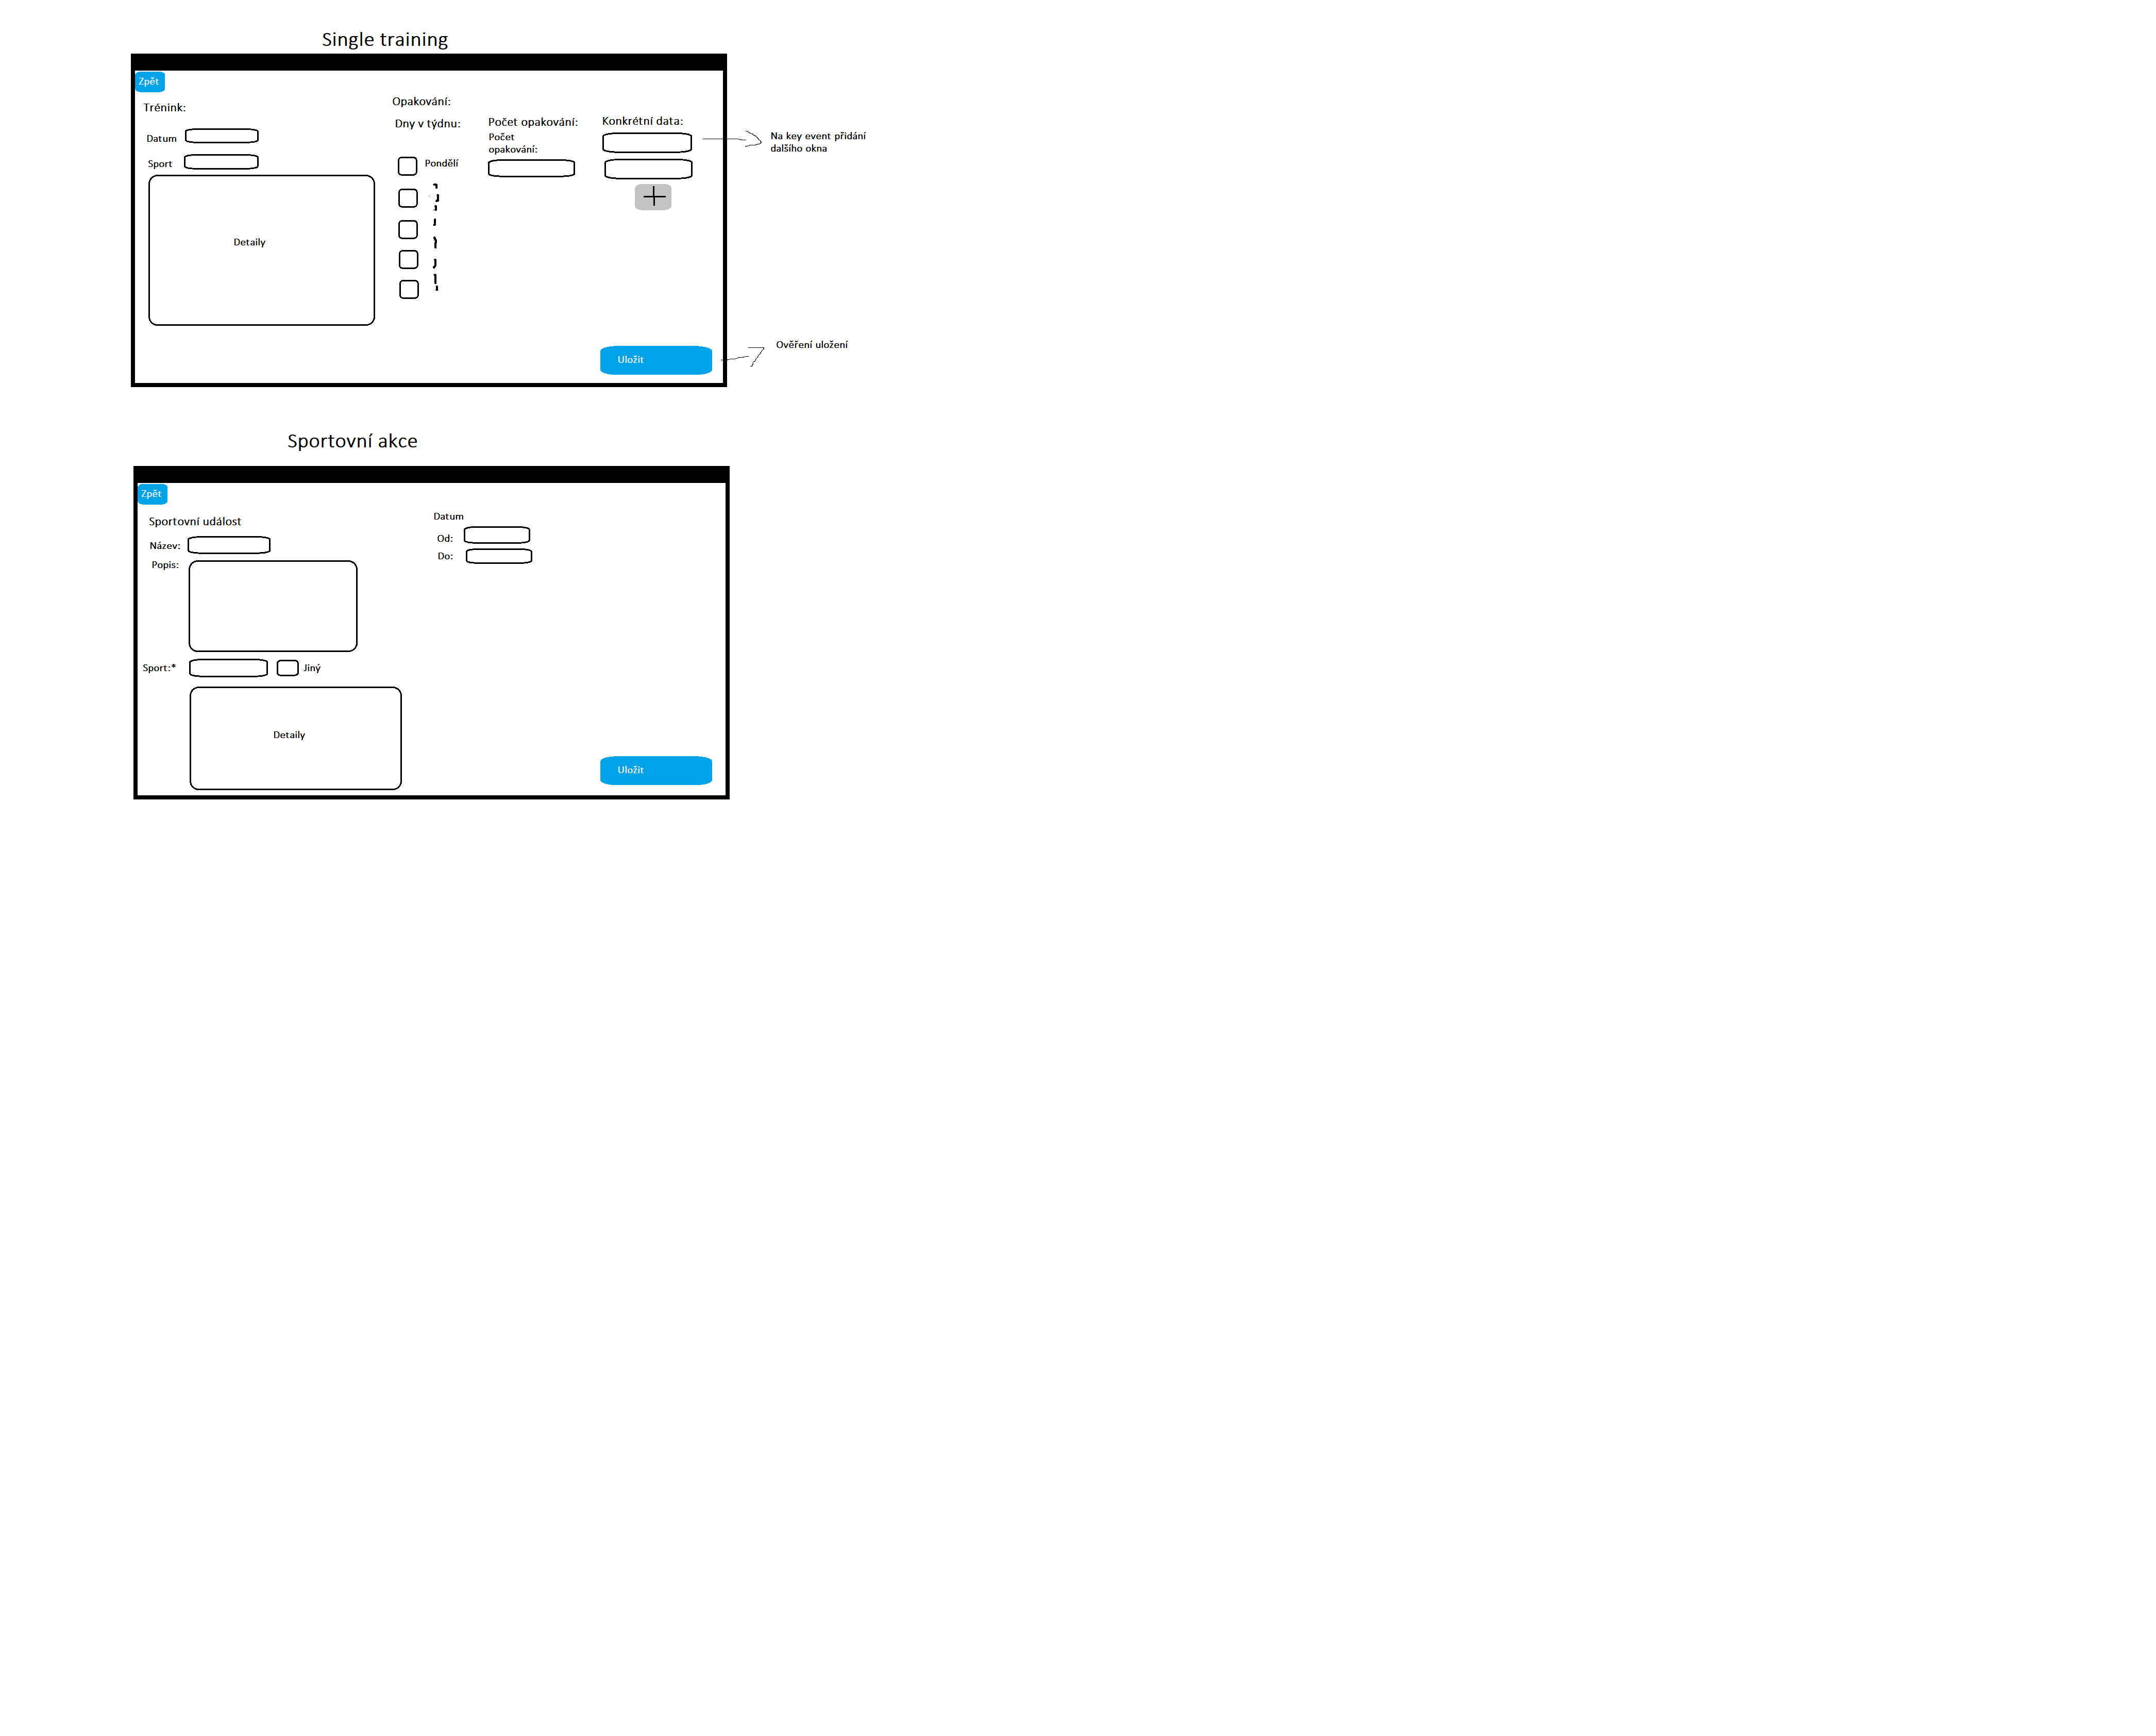 Single training
Zpět
Trénink:
Datum
Sport
Detaily
Opakování:
Dny v týdnu:
Pondělí
Počet opakování:
Počet
opakování:
Konkrétní data:
Na key event přidání
dalšího okna
Uložit
Ověření uložení
Sportovní akce
Zpět
Sportovní událost
Název:
Popis:
Sport:*
Jiný
Detaily
Datum
Od:
Do:
Uložit